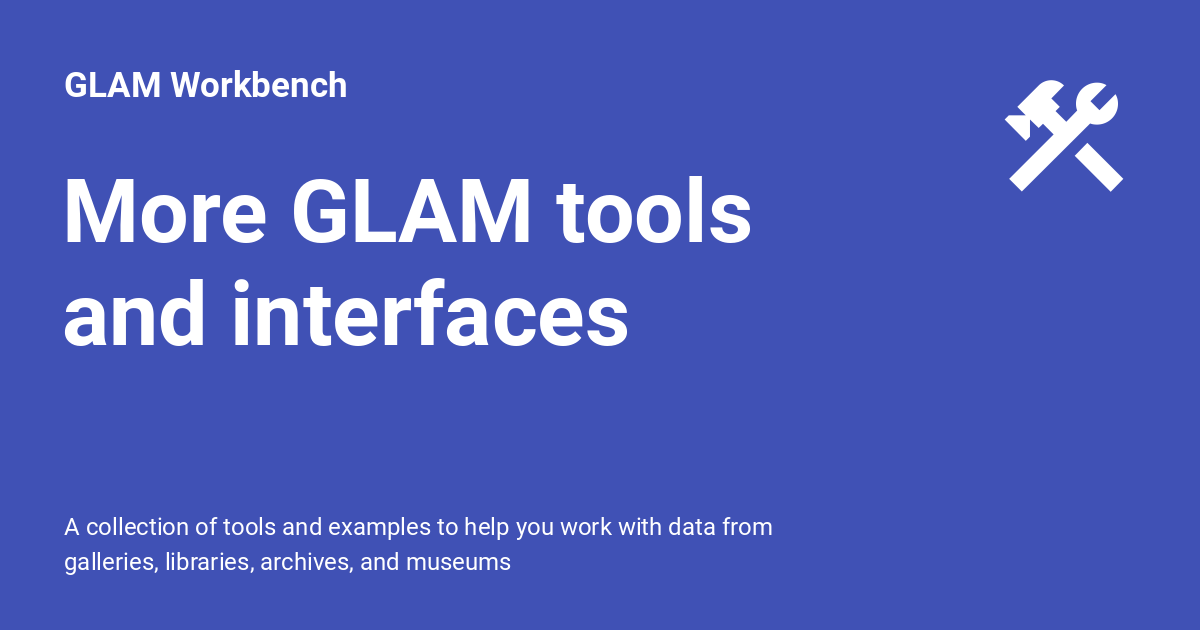 GLAM Workbench
More GLAM tools
and interfaces
A collection of tools and examples to help you work with data from
galleries, libraries, archives, and museums